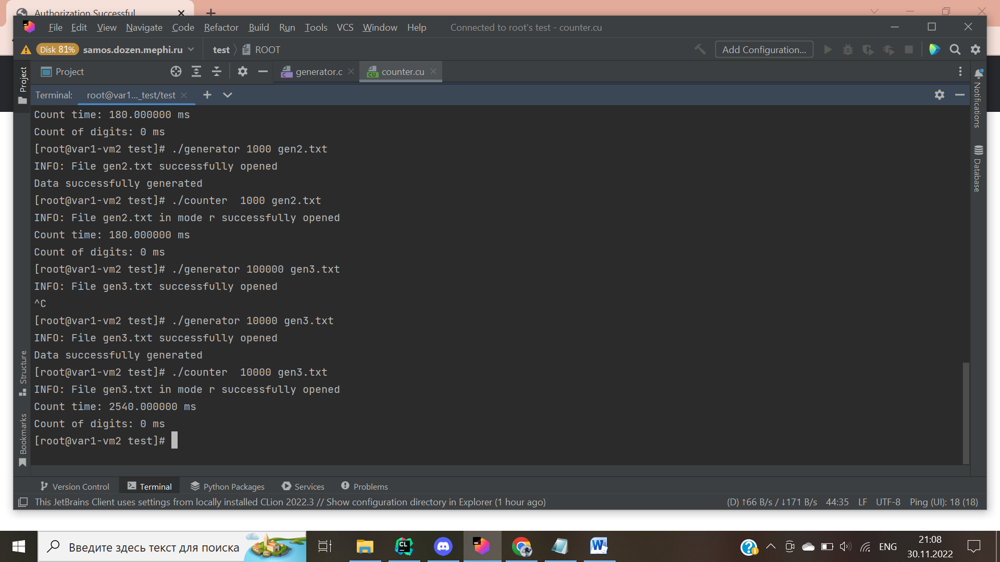 Authorization Successful
File Edit View Navigate Code Refactor Build Run Tools VCS Window Help Connected to root's test - counter.cu
Disk 81% samos.dozen.mephi.ru test ROOT Add Configuration...
Project generator.c counter.cu
Terminal: root@var1..._test/test
Count time: 180.000000 ms
Count of digits: 0 ms
[root@var1-vm2 test]# ./generator 1000 gen2.txt
INFO: File gen2.txt successfully opened
Data successfully generated
[root@var1-vm2 test]# ./counter  1000 gen2.txt
INFO: File gen2.txt in mode r successfully opened
Count time: 180.000000 ms
Count of digits: 0 ms
[root@var1-vm2 test]# ./generator 100000 gen3.txt
INFO: File gen3.txt successfully opened
^C
[root@var1-vm2 test]# ./generator 10000 gen3.txt
INFO: File gen3.txt successfully opened
Data successfully generated
[root@var1-vm2 test]# ./counter  10000 gen3.txt
INFO: File gen3.txt in mode r successfully opened
Count time: 2540.000000 ms
Count of digits: 0 ms
[root@var1-vm2 test]#
Project
Structure
Bookmarks
Notifications
Database
Version Control Terminal Python Packages Services Problems
This JetBrains Client uses settings from locally installed CLion 2022.3 // Show configuration directory in Explorer (1 hour ago) (D) ↑66 B/s / ↓171 B/s 44:35 LF UTF-8 Ping (UI): 18 (18)
Введите здесь текст для поиска ENG 21:08
30.11.2022